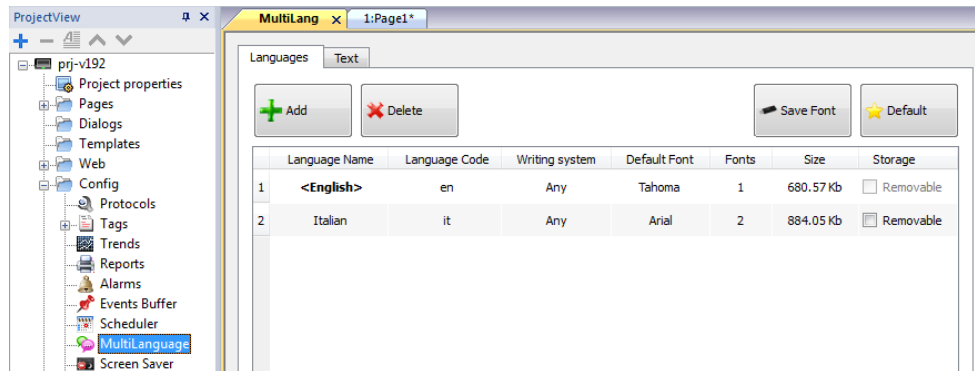 ProjectView
prj-v192
Project properties
Pages
Dialogs
Templates
Web
Config
Protocols
Tags
Trends
Reports
Alarms
Events Buffer
Scheduler
MultiLanguage
Screen Saver
MultiLang 1:Page1*
Languages Text
Add Delete Save Font Default
Language Name Language Code Writing system Default Font Fonts Size Storage
1 <English> en Any Tahoma 1 680.57 Kb Removable
2 Italian it Any Arial 2 884.05 Kb Removable